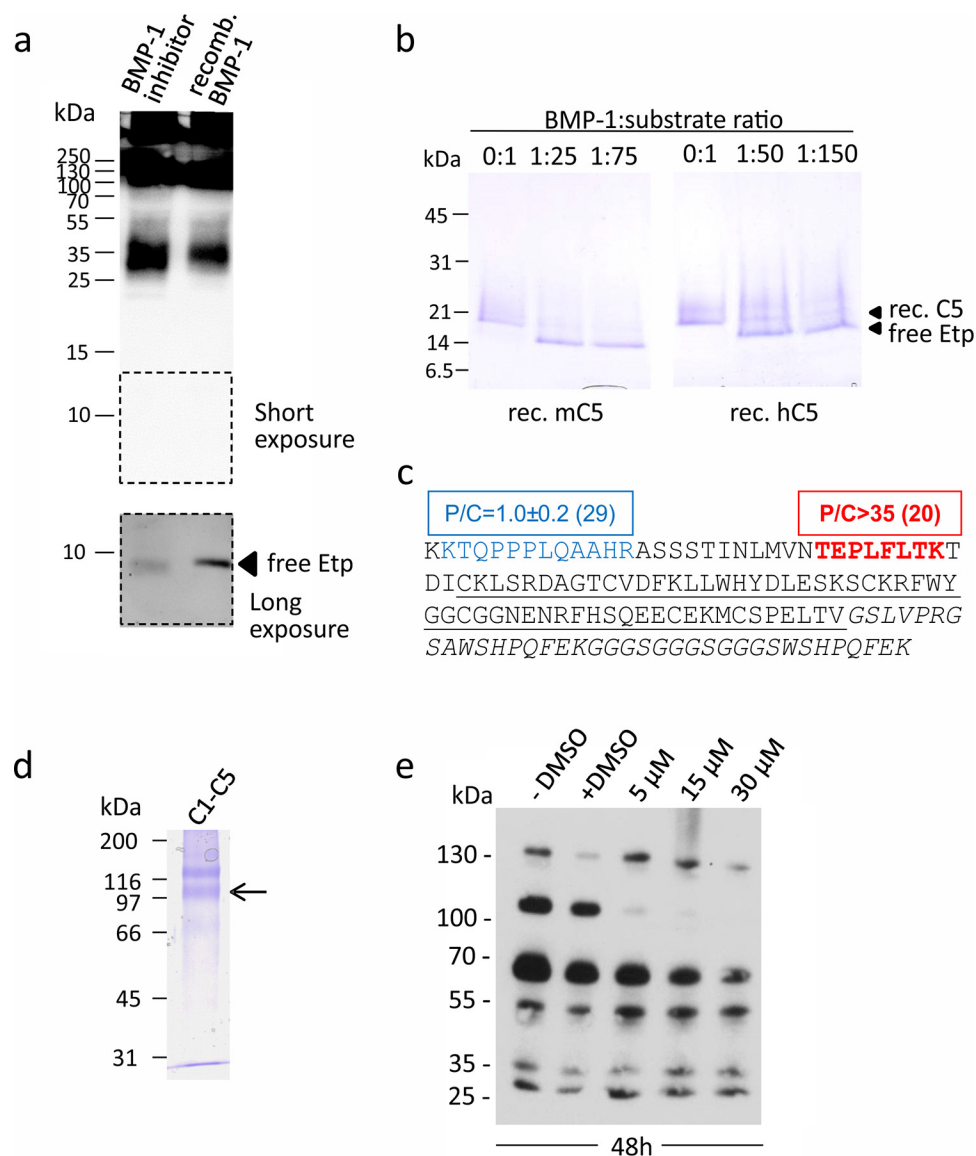 a
BMP-1
inhibitor
recomb.
BMP-1
kDa
250
130
100
70
55
35
25
15
10
Short
exposure
10
free Etp
Long
exposure
b
BMP-1:substrate ratio
kDa
0:1 1:25 1:75
0:1 1:50 1:150
45
31
21
14
6.5
rec. C5
free Etp
rec. mC5
rec. hC5
c
P/C=1.0±0.2 (29)
P/C>35 (20)
KKTQPPPLQAAHRASSSTINLMVNTEPLFLTKT
DICKLSRDAGTCVDFKLLWHYDLESKSCKRFWY
GGCGGNENRFHSQEECEKMCSPELTVGSLVPRG
SAWSHPQFEKGGGSGGGSGGGSWSHPQFEK
d
kDa
C1-C5
200
116
97
66
45
31
e
kDa
- DMSO
+DMSO
5 µM
15 µM
30 µM
130 -
100 -
70 -
55 -
35 -
25 -
48h